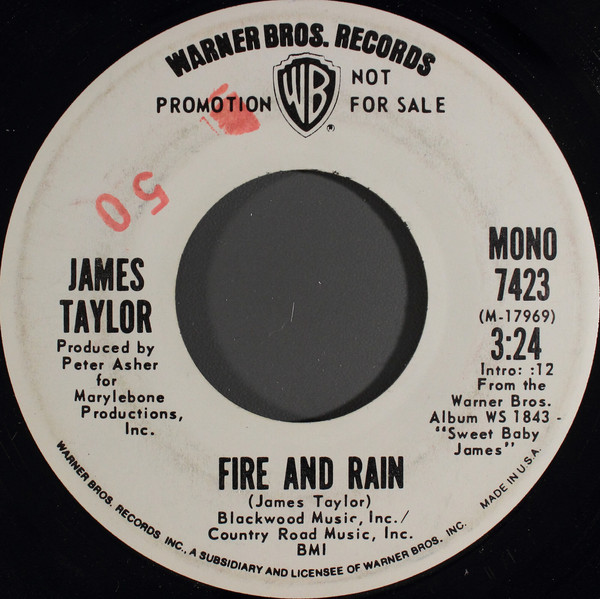 WARNER BROS. RECORDS
PROMOTION WB NOT
FOR SALE
50
JAMES
TAYLOR
Produced by
Peter Asher
for
Marylebone
Productions,
Inc.
MONO
7423
(M-17969)
3:24
Intro: :12
From the
Warner Bros.
Album WS 1843 -
"Sweet Baby
James"
FIRE AND RAIN
(James Taylor)
Blackwood Music, Inc./
Country Road Music, Inc.
BMI
WARNER BROS. RECORDS INC., A SUBSIDIARY AND LICENSEE OF WARNER BROS. INC.
MADE IN U.S.A.